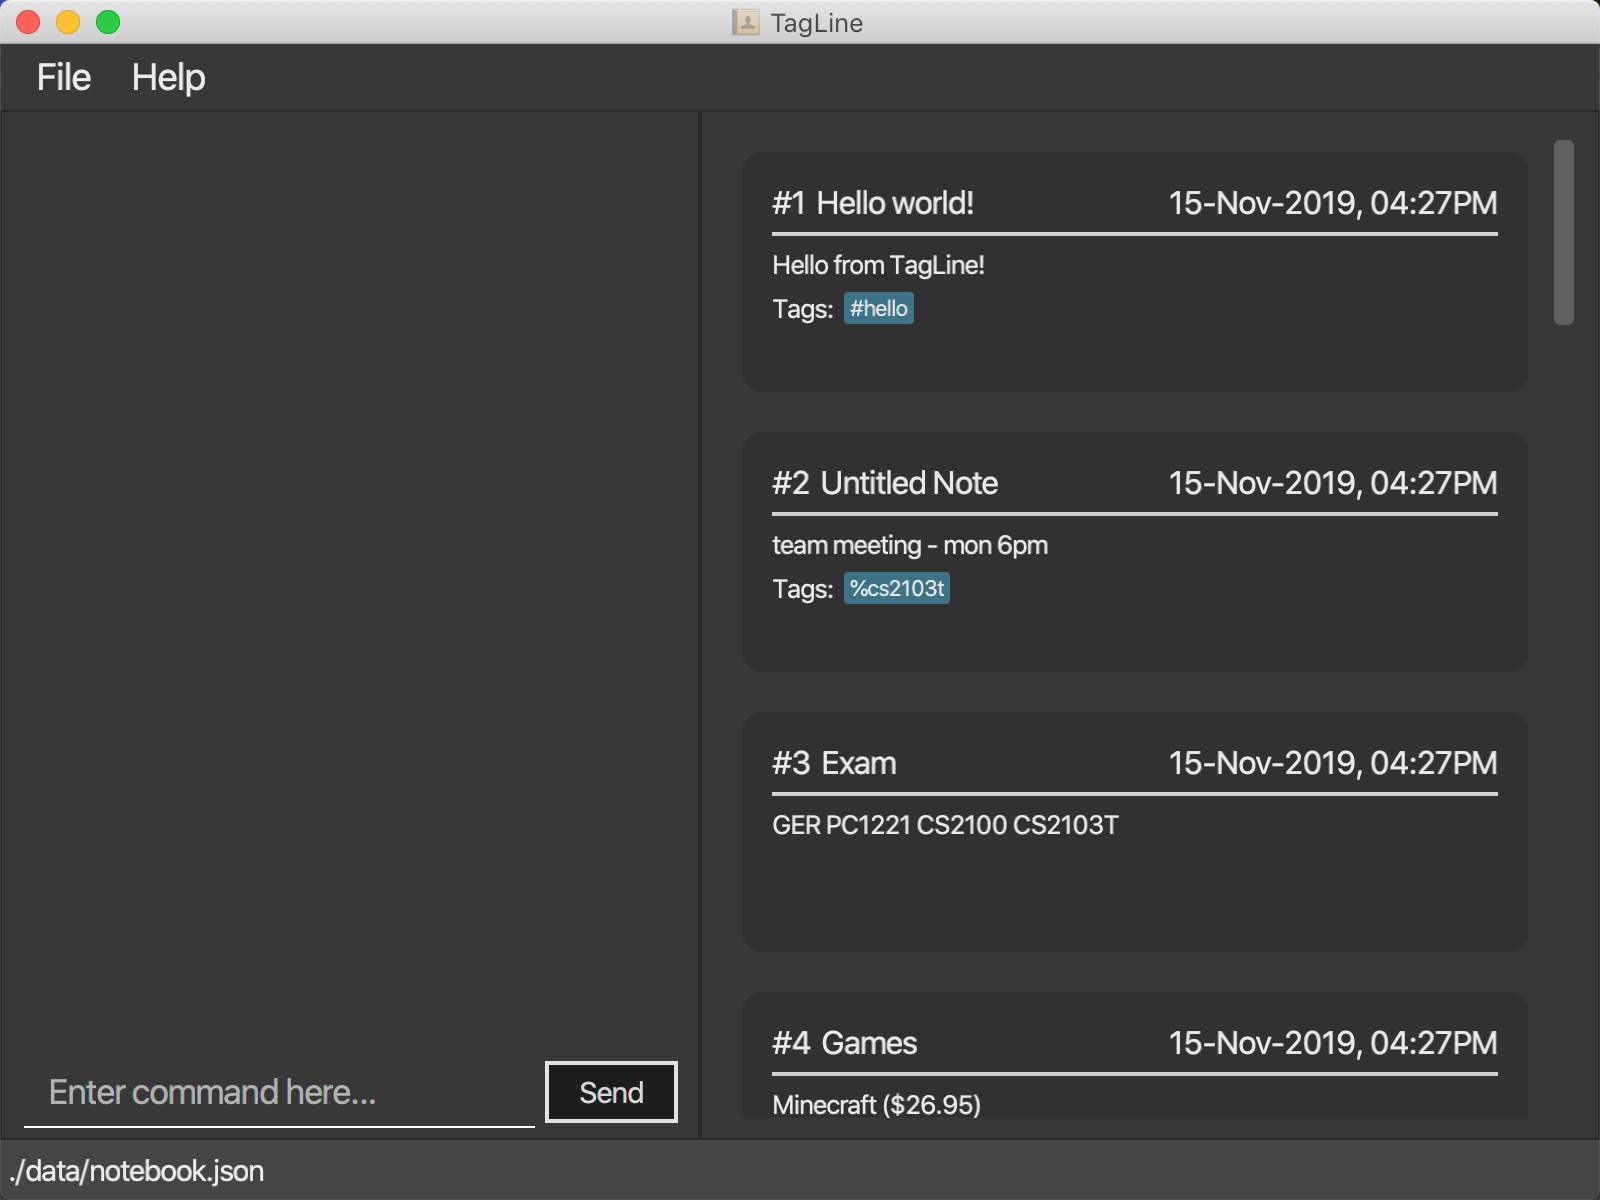 TagLine
File Help
#1 Hello world! 15-Nov-2019, 04:27PM
Hello from TagLine!
Tags: #hello
#2 Untitled Note 15-Nov-2019, 04:27PM
team meeting - mon 6pm
Tags: %cs2103t
#3 Exam 15-Nov-2019, 04:27PM
GER PC1221 CS2100 CS2103T
#4 Games 15-Nov-2019, 04:27PM
Minecraft ($26.95)
Enter command here...
Send
./data/notebook.json